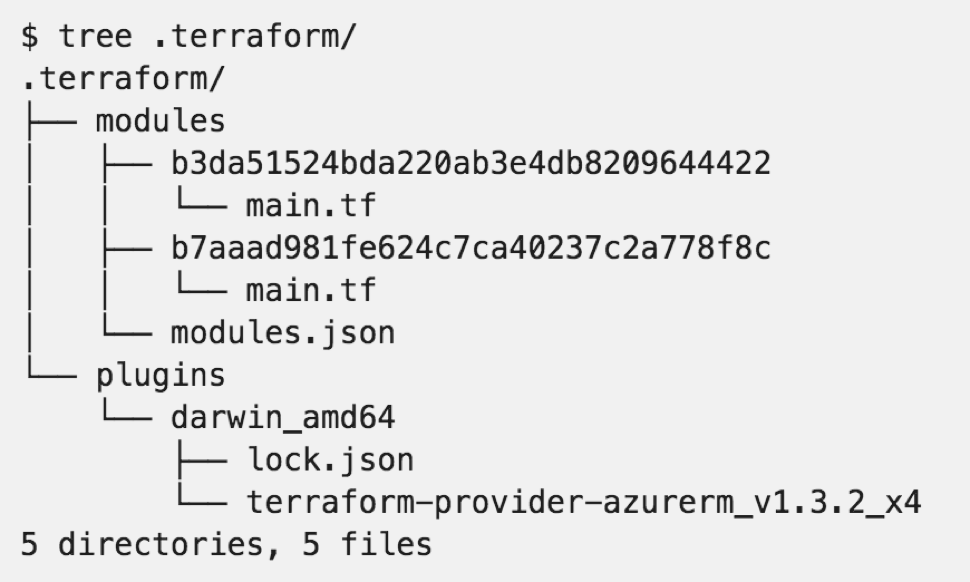 $ tree .terraform/
.terraform/
├── modules
│   ├── b3da51524bda220ab3e4db8209644422
│   │   └── main.tf
│   ├── b7aaad981fe624c7ca40237c2a778f8c
│   │   └── main.tf
│   └── modules.json
└── plugins
    └── darwin_amd64
        ├── lock.json
        └── terraform-provider-azurerm_v1.3.2_x4
5 directories, 5 files